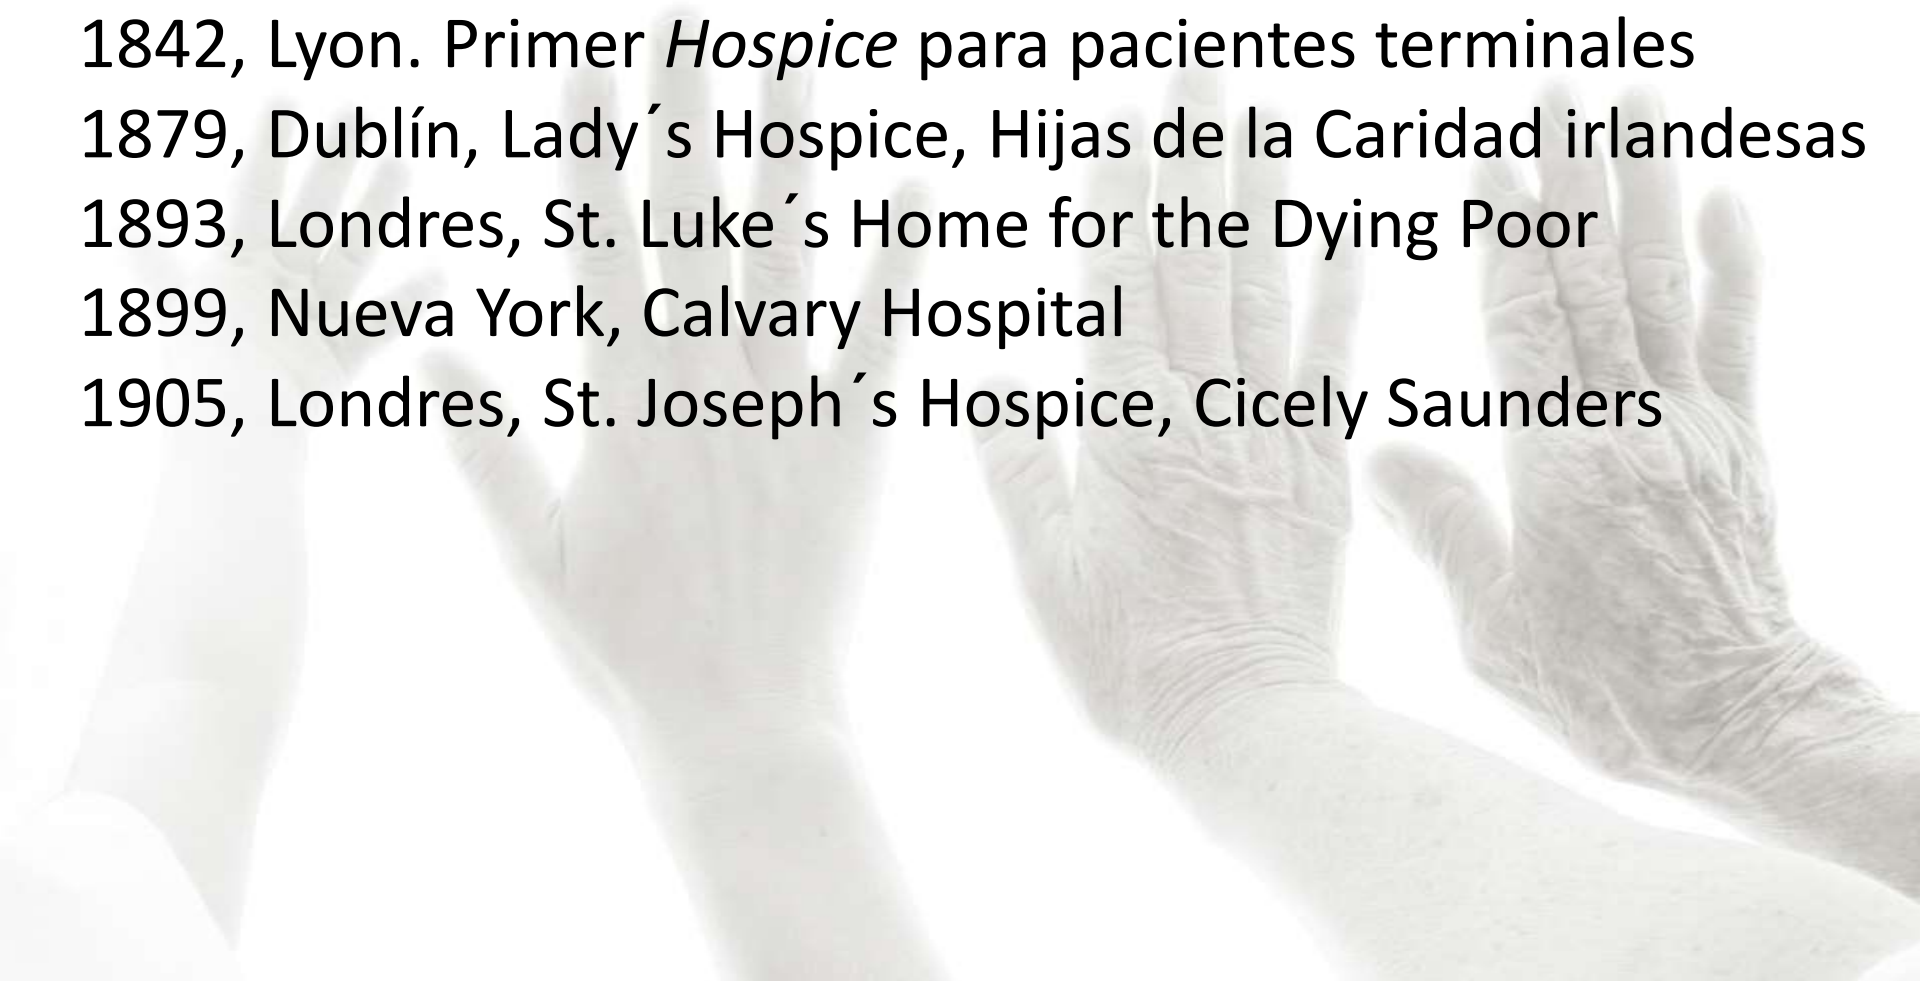 1842, Lyon. Primer Hospice para pacientes terminales
1879, Dublín, Lady´s Hospice, Hijas de la Caridad irlandesas
1893, Londres, St. Luke´s Home for the Dying Poor
1899, Nueva York, Calvary Hospital
1905, Londres, St. Joseph´s Hospice, Cicely Saunders